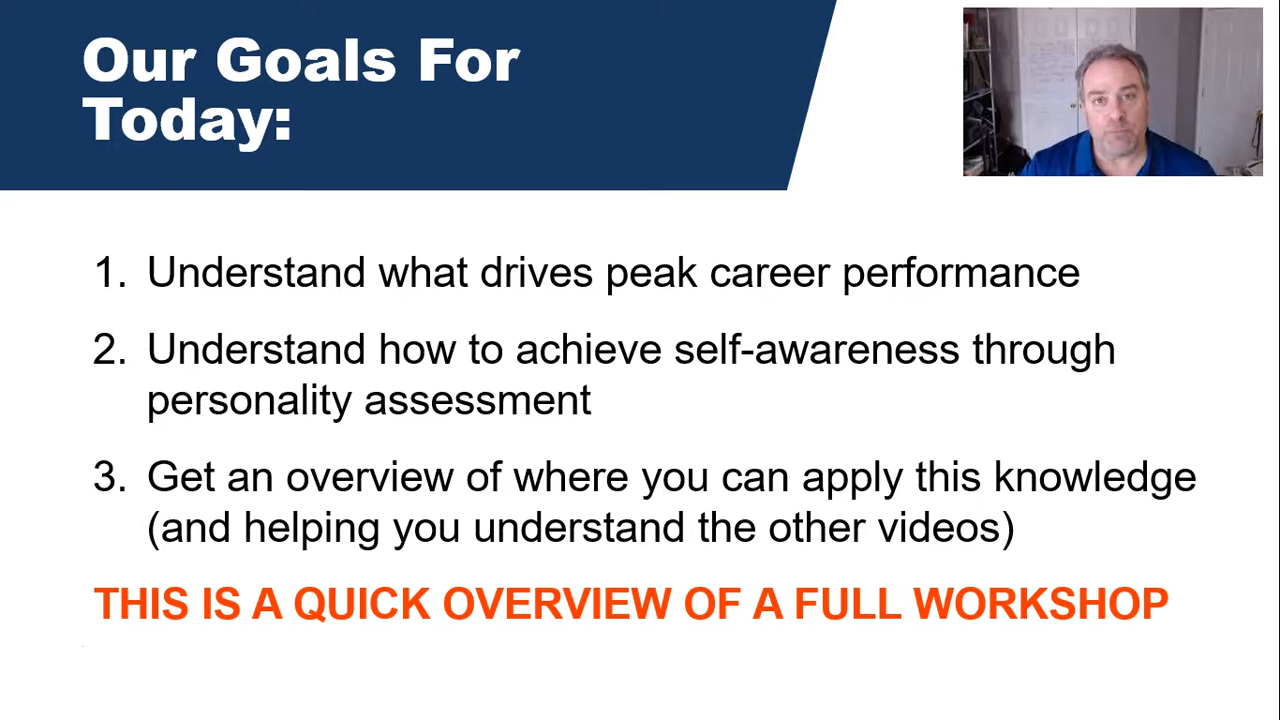 Our Goals For
Today:
1. Understand what drives peak career performance
2. Understand how to achieve self-awareness through
personality assessment
3. Get an overview of where you can apply this knowledge
(and helping you understand the other videos)
THIS IS A QUICK OVERVIEW OF A FULL WORKSHOP